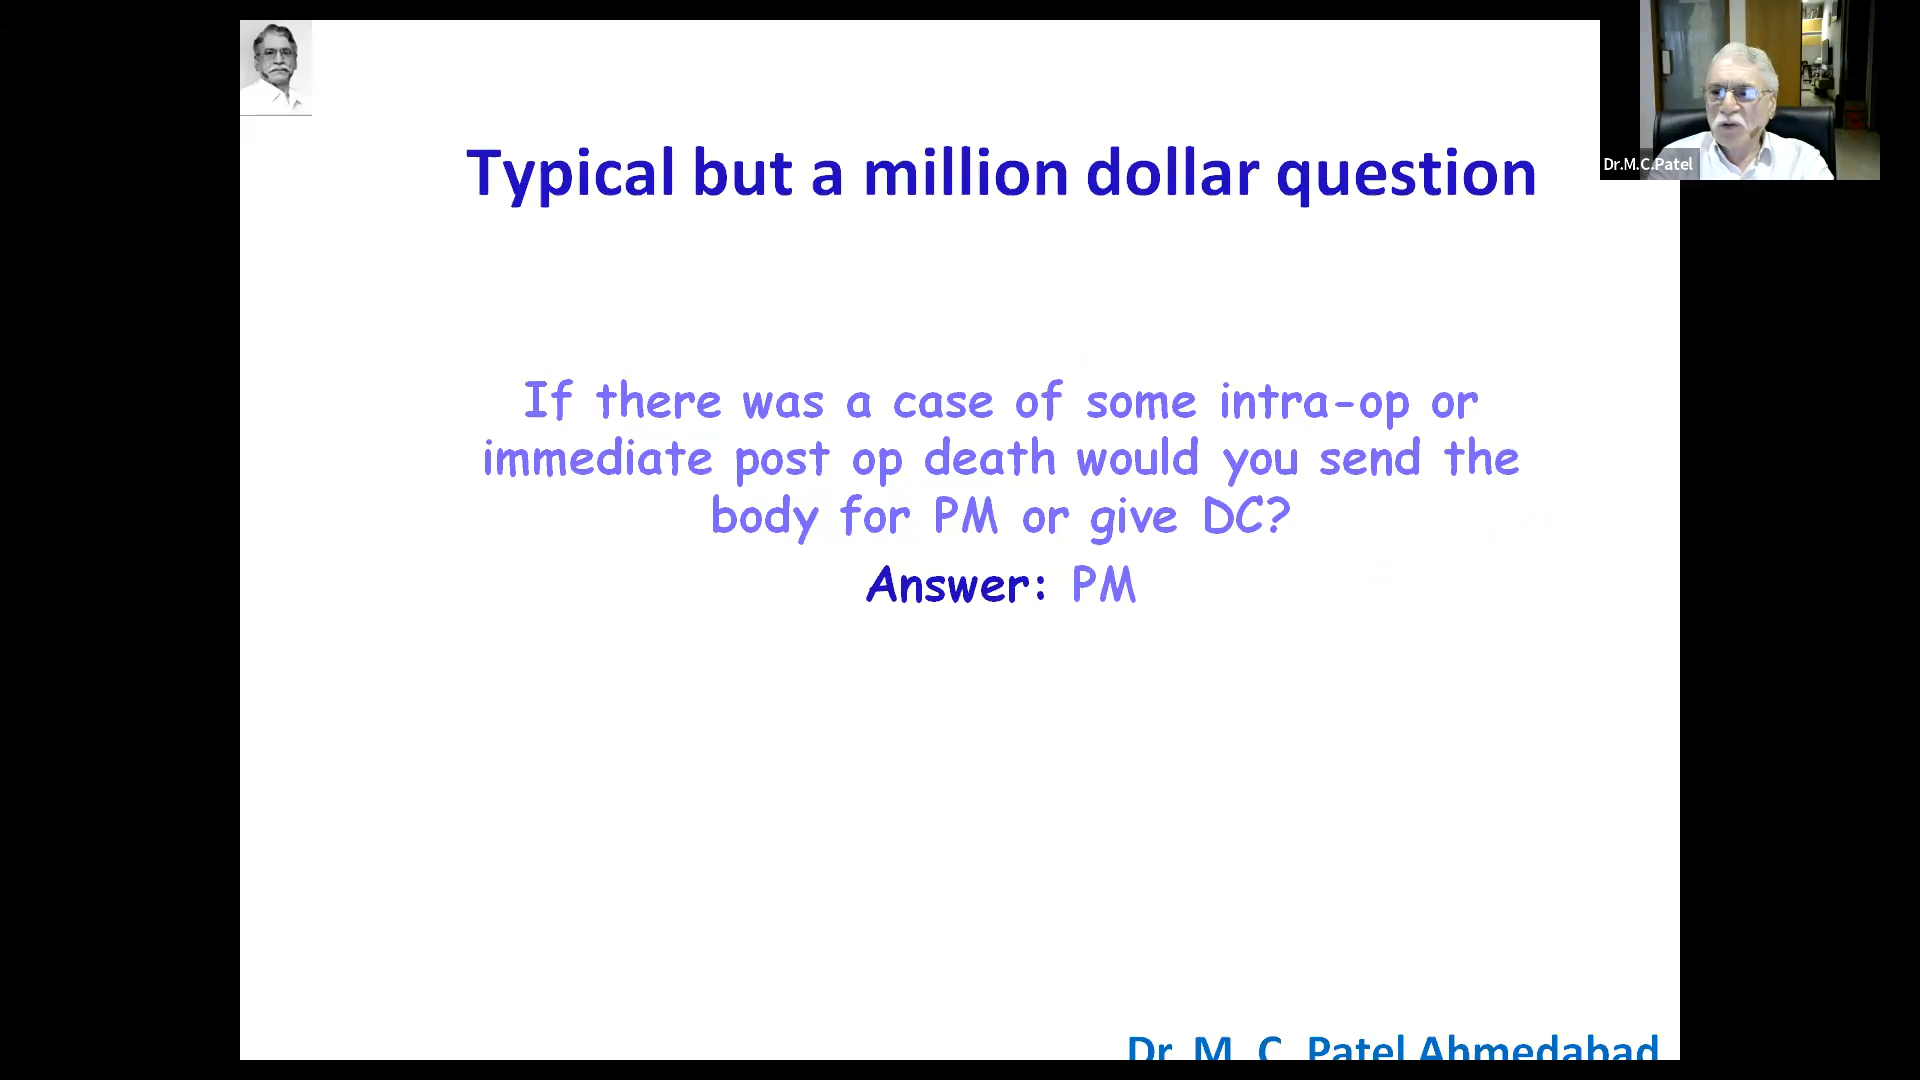 Typical but a million dollar question
Dr.M.C.Patel
If there was a case of some intra-op or
immediate post op death would you send the
body for PM or give DC?
Answer: PM
Dr. M. C. Patel Ahmedabad